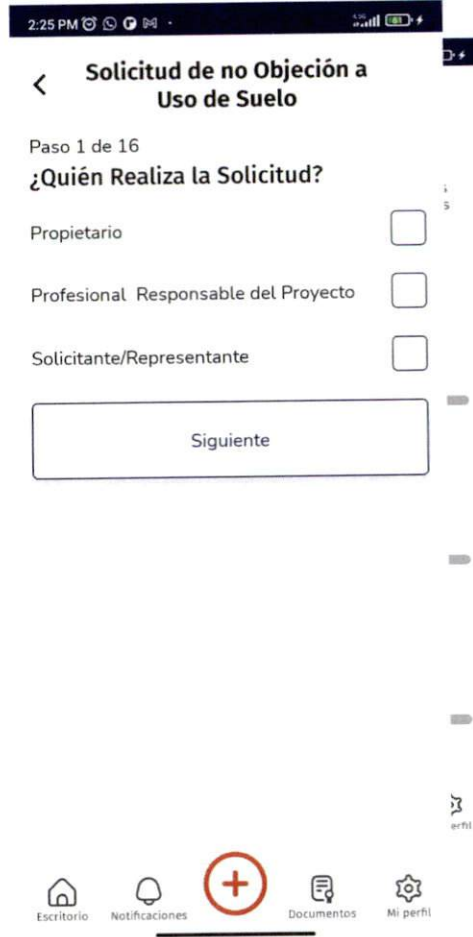 2:25 PM
Solicitud de no Objeción a
Uso de Suelo
Paso 1 de 16
¿Quién Realiza la Solicitud?
Propietario
Profesional Responsable del Proyecto
Solicitante/Representante
Siguiente
Escritorio
Notificaciones
Documentos
Mi perfil
erfil